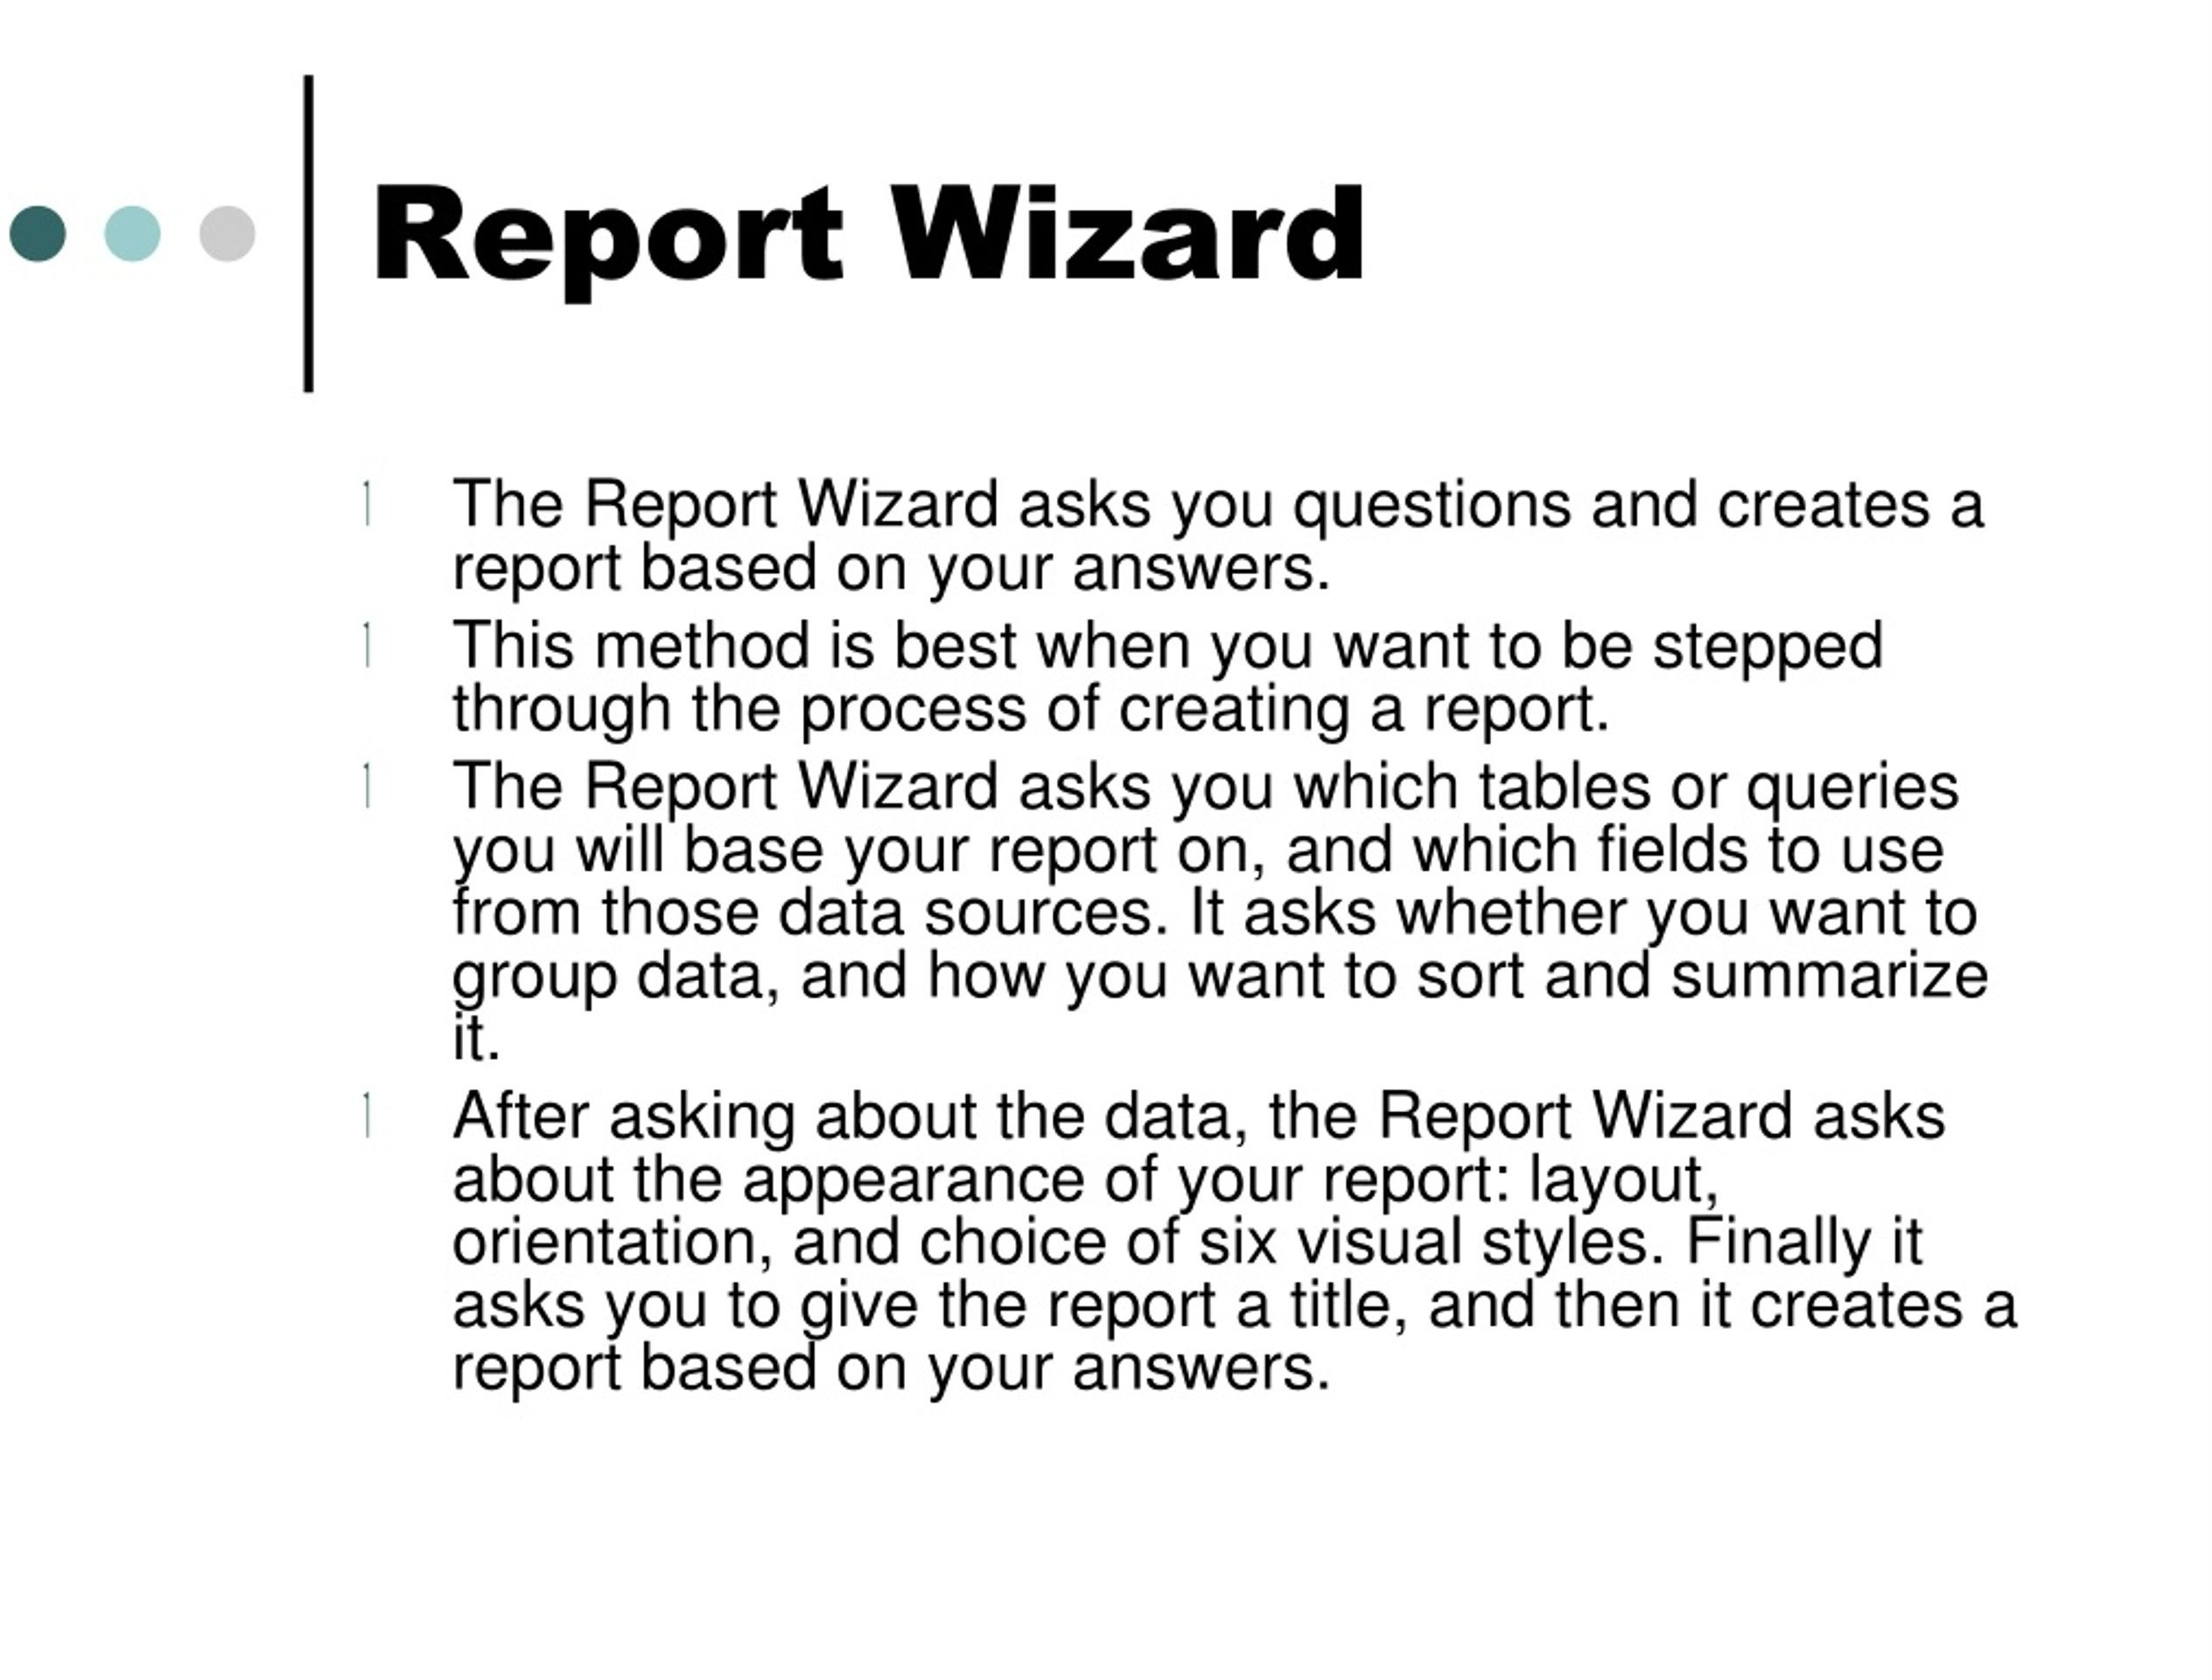 Report Wizard
The Report Wizard asks you questions and creates a
report based on your answers.
This method is best when you want to be stepped
through the process of creating a report.
The Report Wizard asks you which tables or queries
you will base your report on, and which fields to use
from those data sources. It asks whether you want to
group data, and how you want to sort and summarize
it.
After asking about the data, the Report Wizard asks
about the appearance of your report: layout,
orientation, and choice of six visual styles. Finally it
asks you to give the report a title, and then it creates a
report based on your answers.